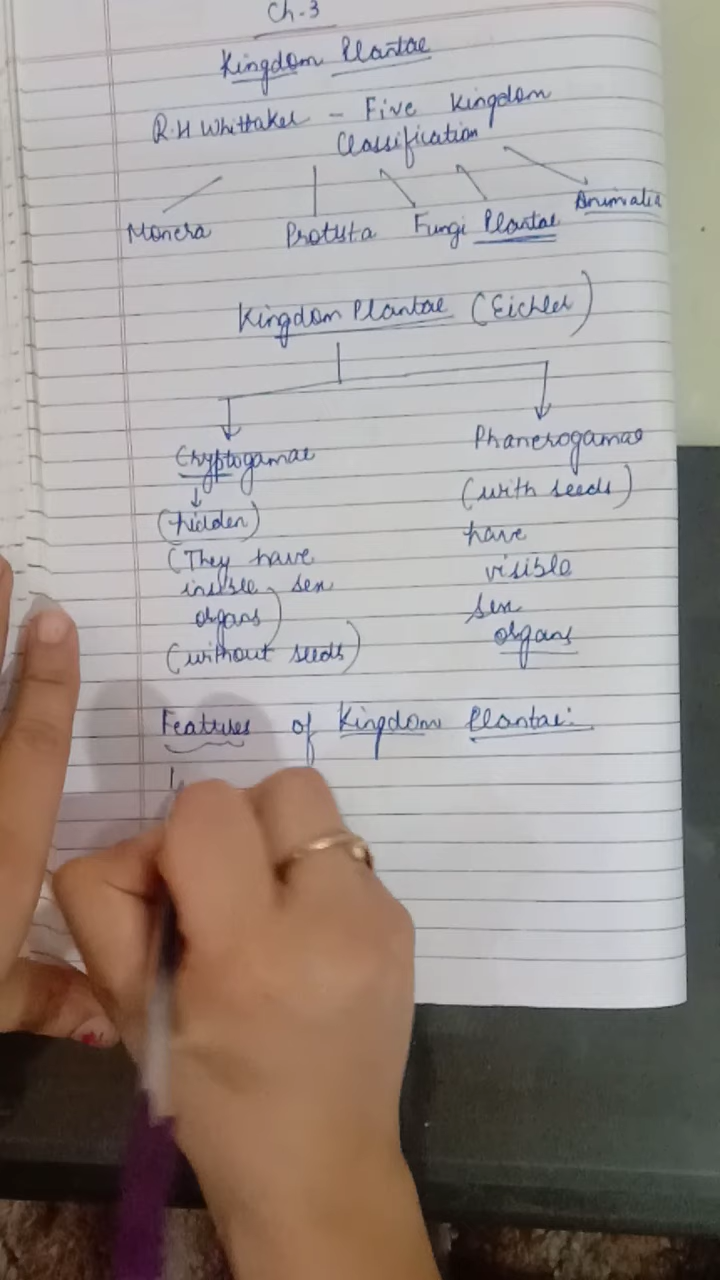 Ch-3
Kingdom Plantae
R.H Whittaker - Five Kingdom
Classification
Monera Protista Fungi Plantae Animalia
Kingdom Plantae (Eichler)
Cryptogamae Phanerogamae
(hidden) (with seeds)
(They have have
sex visible
organs) sex
(without seeds) organs
Features of Kingdom Plantae:
1.